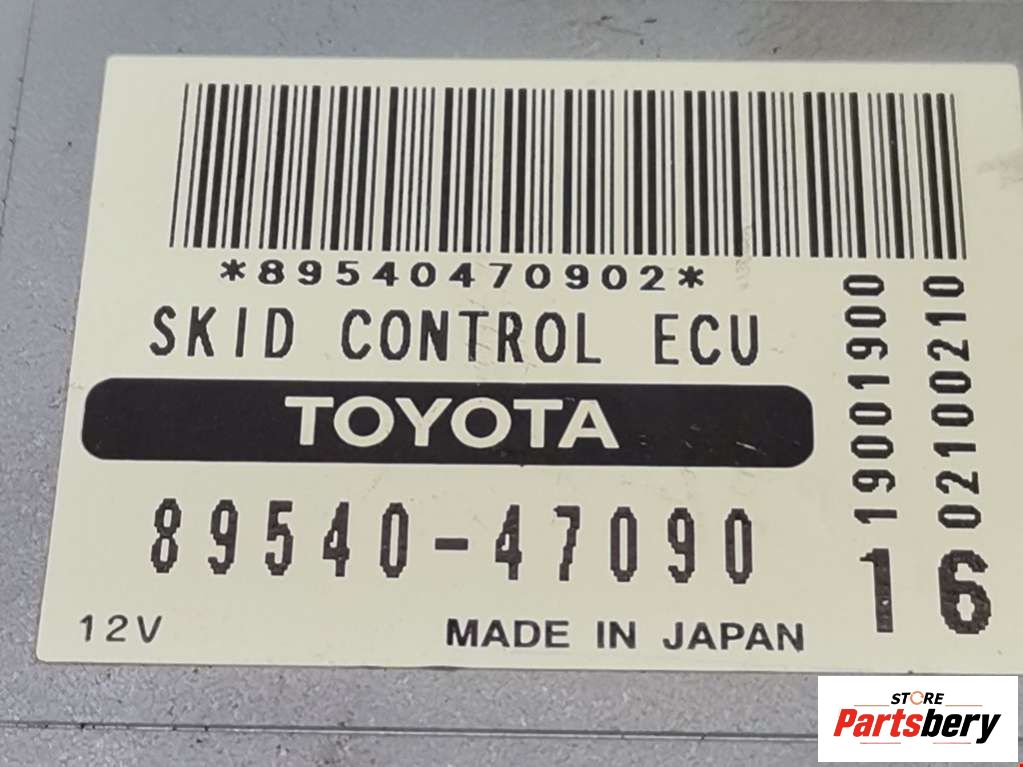 *89540470902*
SKID CONTROL ECU
TOYOTA
89540-47090
12V
MADE IN JAPAN
19001900
02100210
16
STORE
Partsbery